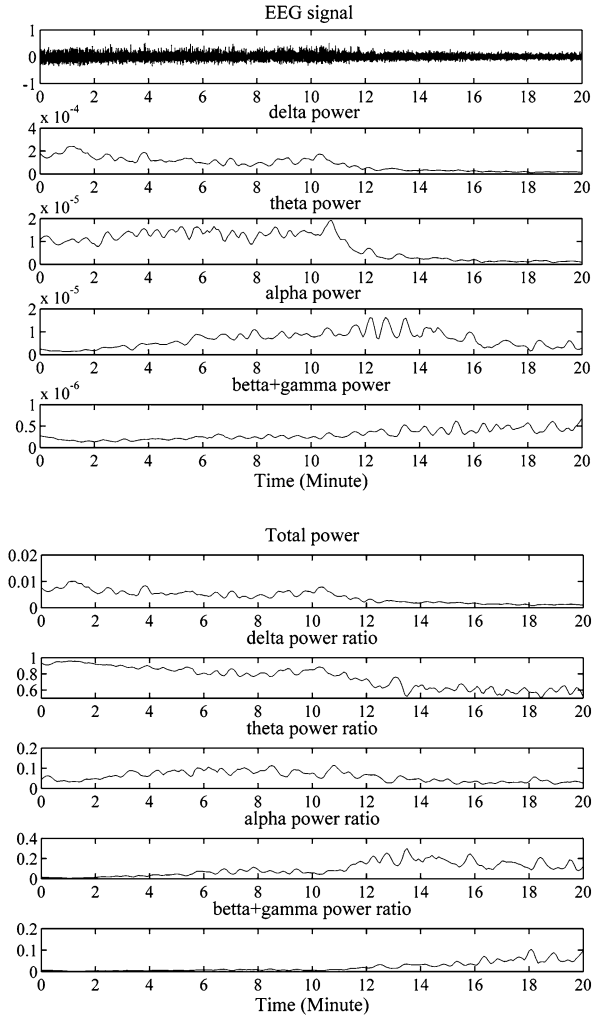 EEG signal
1
0
-1
0 2 4 6 8 10 12 14 16 18 20
delta power
x 10-4
4
2
0
0 2 4 6 8 10 12 14 16 18 20
theta power
x 10-5
2
1
0
0 2 4 6 8 10 12 14 16 18 20
alpha power
x 10-5
2
1
0
0 2 4 6 8 10 12 14 16 18 20
betta+gamma power
x 10-6
1
0.5
0
0 2 4 6 8 10 12 14 16 18 20
Time (Minute)
Total power
0.02
0.01
0
0 2 4 6 8 10 12 14 16 18 20
delta power ratio
1
0.8
0.6
0 2 4 6 8 10 12 14 16 18 20
theta power ratio
0.2
0.1
0
0 2 4 6 8 10 12 14 16 18 20
alpha power ratio
0.4
0.2
0
0 2 4 6 8 10 12 14 16 18 20
betta+gamma power ratio
0.2
0.1
0
0 2 4 6 8 10 12 14 16 18 20
Time (Minute)